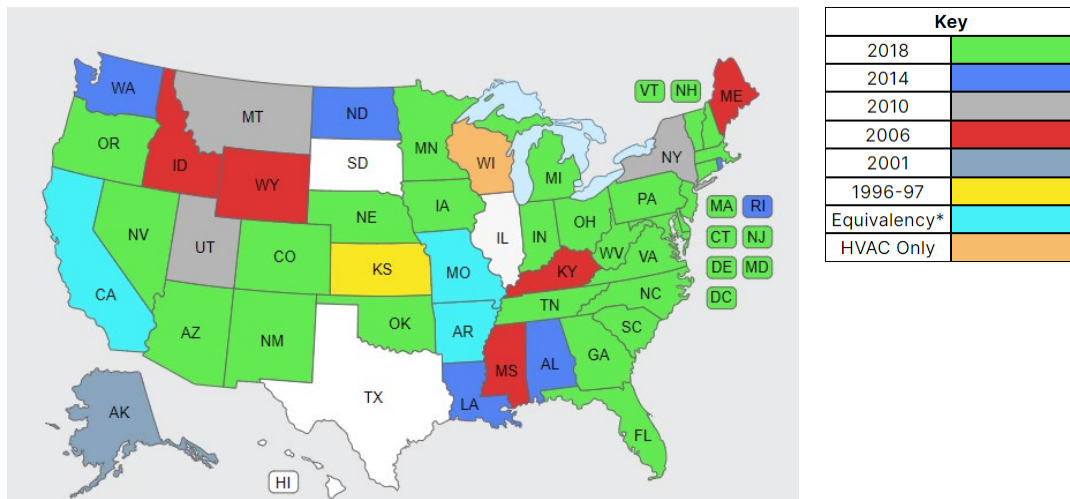 Key
2018
2014
2010
2006
2001
1996-97
Equivalency*
HVAC Only
WA
MT
ND
MN
VT NH
ME
OR
ID
WY
SD
WI
MI
NY
NV
UT
CO
NE
IA
IL
IN
OH
PA
MA RI
CT NJ
DE MD
DC
CA
KS
MO
KY
WV
VA
AZ
NM
OK
AR
TN
NC
SC
TX
LA
MS
AL
GA
FL
AK
HI